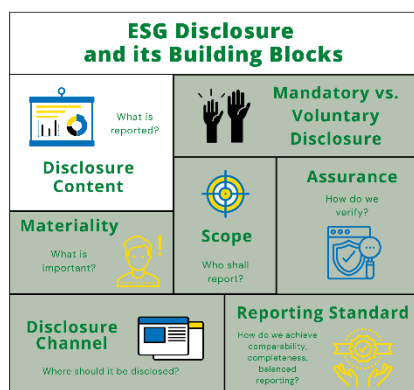 ESG Disclosure
and its Building Blocks
What is
reported?
Disclosure
Content
Mandatory vs.
Voluntary
Disclosure
Materiality
What is
important?
Scope
Who shall
report?
Assurance
How do we
verify?
Disclosure
Channel
Where should it be disclosed?
Reporting Standard
How do we achieve
comparability,
completeness,
balanced
reporting?